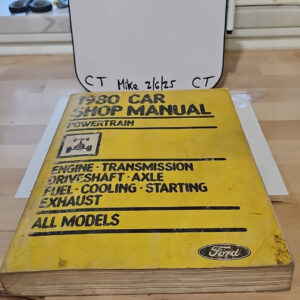 CT Mike 2/6/25 CT
1980 CAR
SHOP MANUAL
POWERTRAIN
ENGINE · TRANSMISSION
DRIVESHAFT · AXLE
FUEL · COOLING · STARTING
EXHAUST
ALL MODELS
Ford